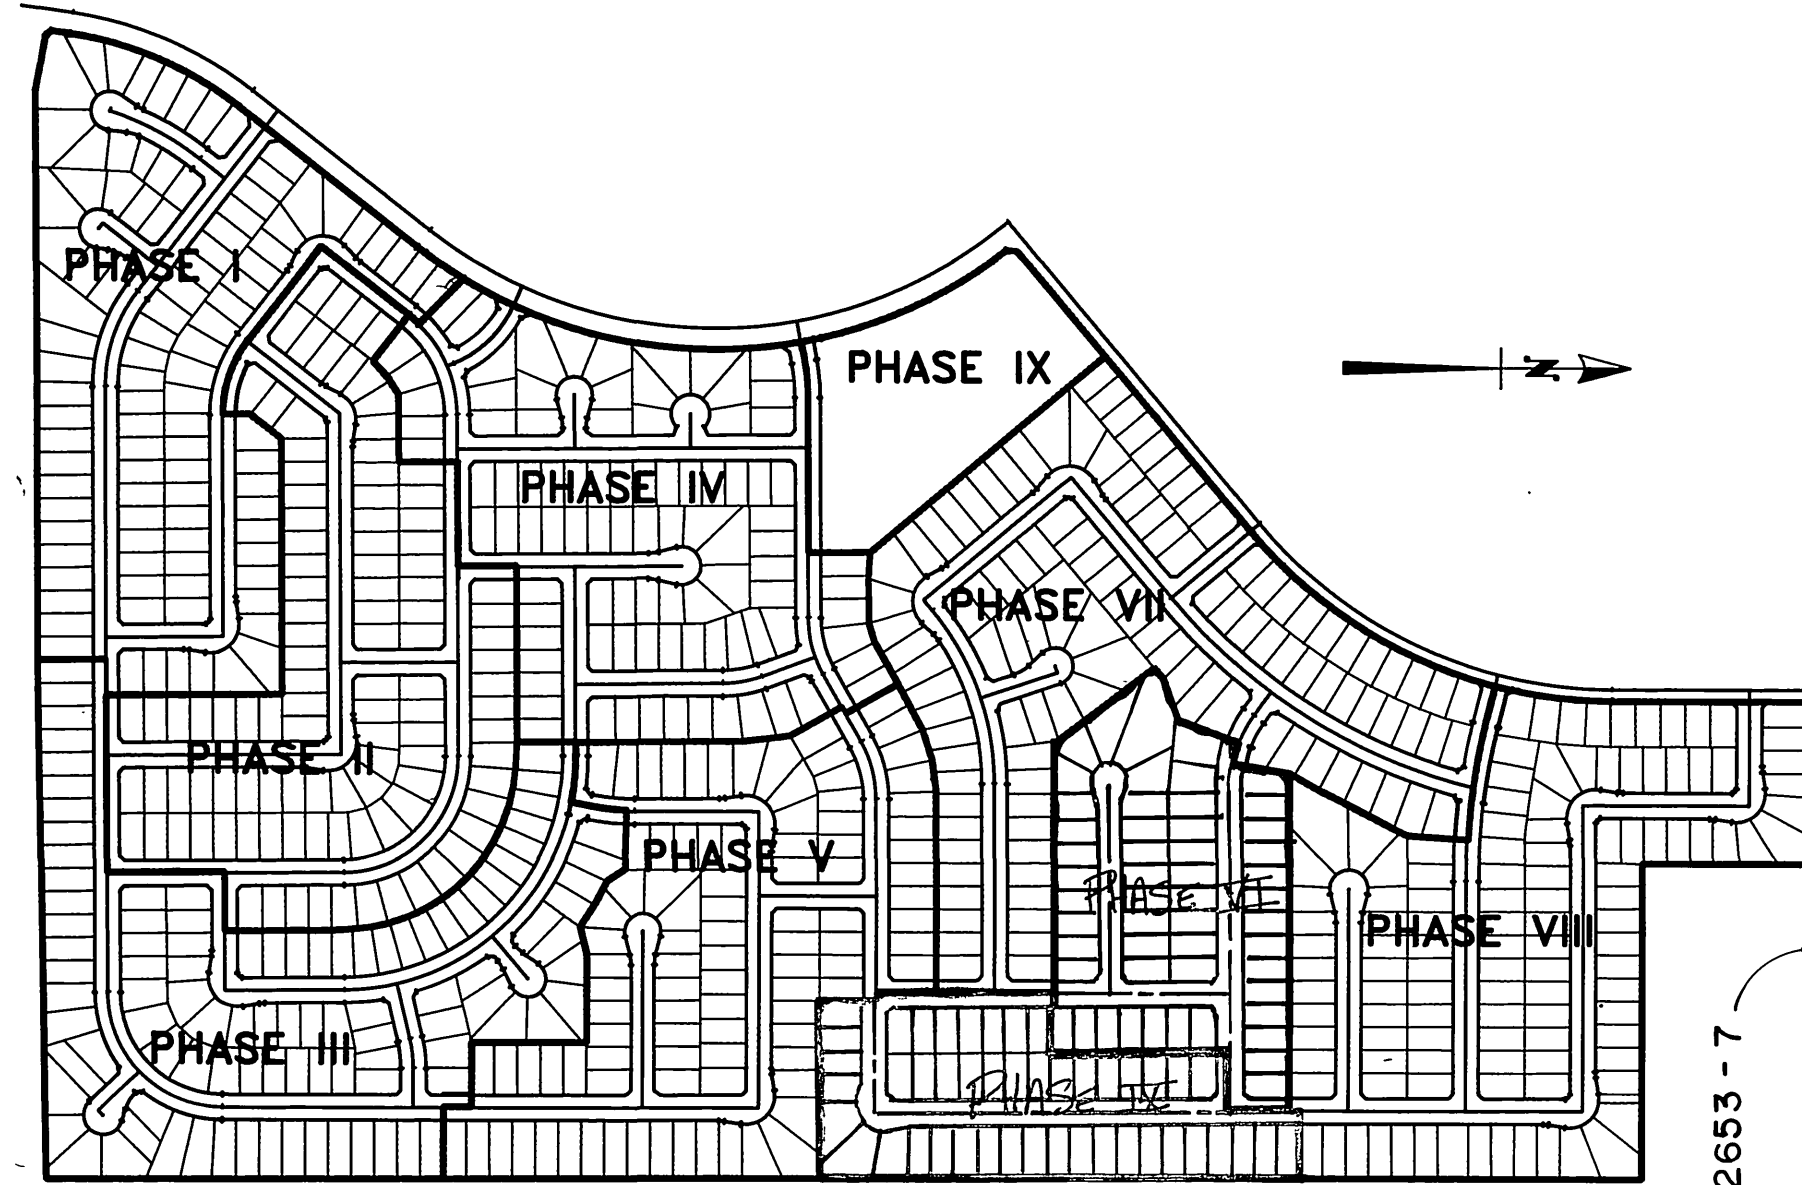 PHASE I
PHASE IX
N
PHASE IV
PHASE VII
PHASE II
PHASE V
PHASE VI
PHASE VIII
PHASE III
PHASE IX
2653-7